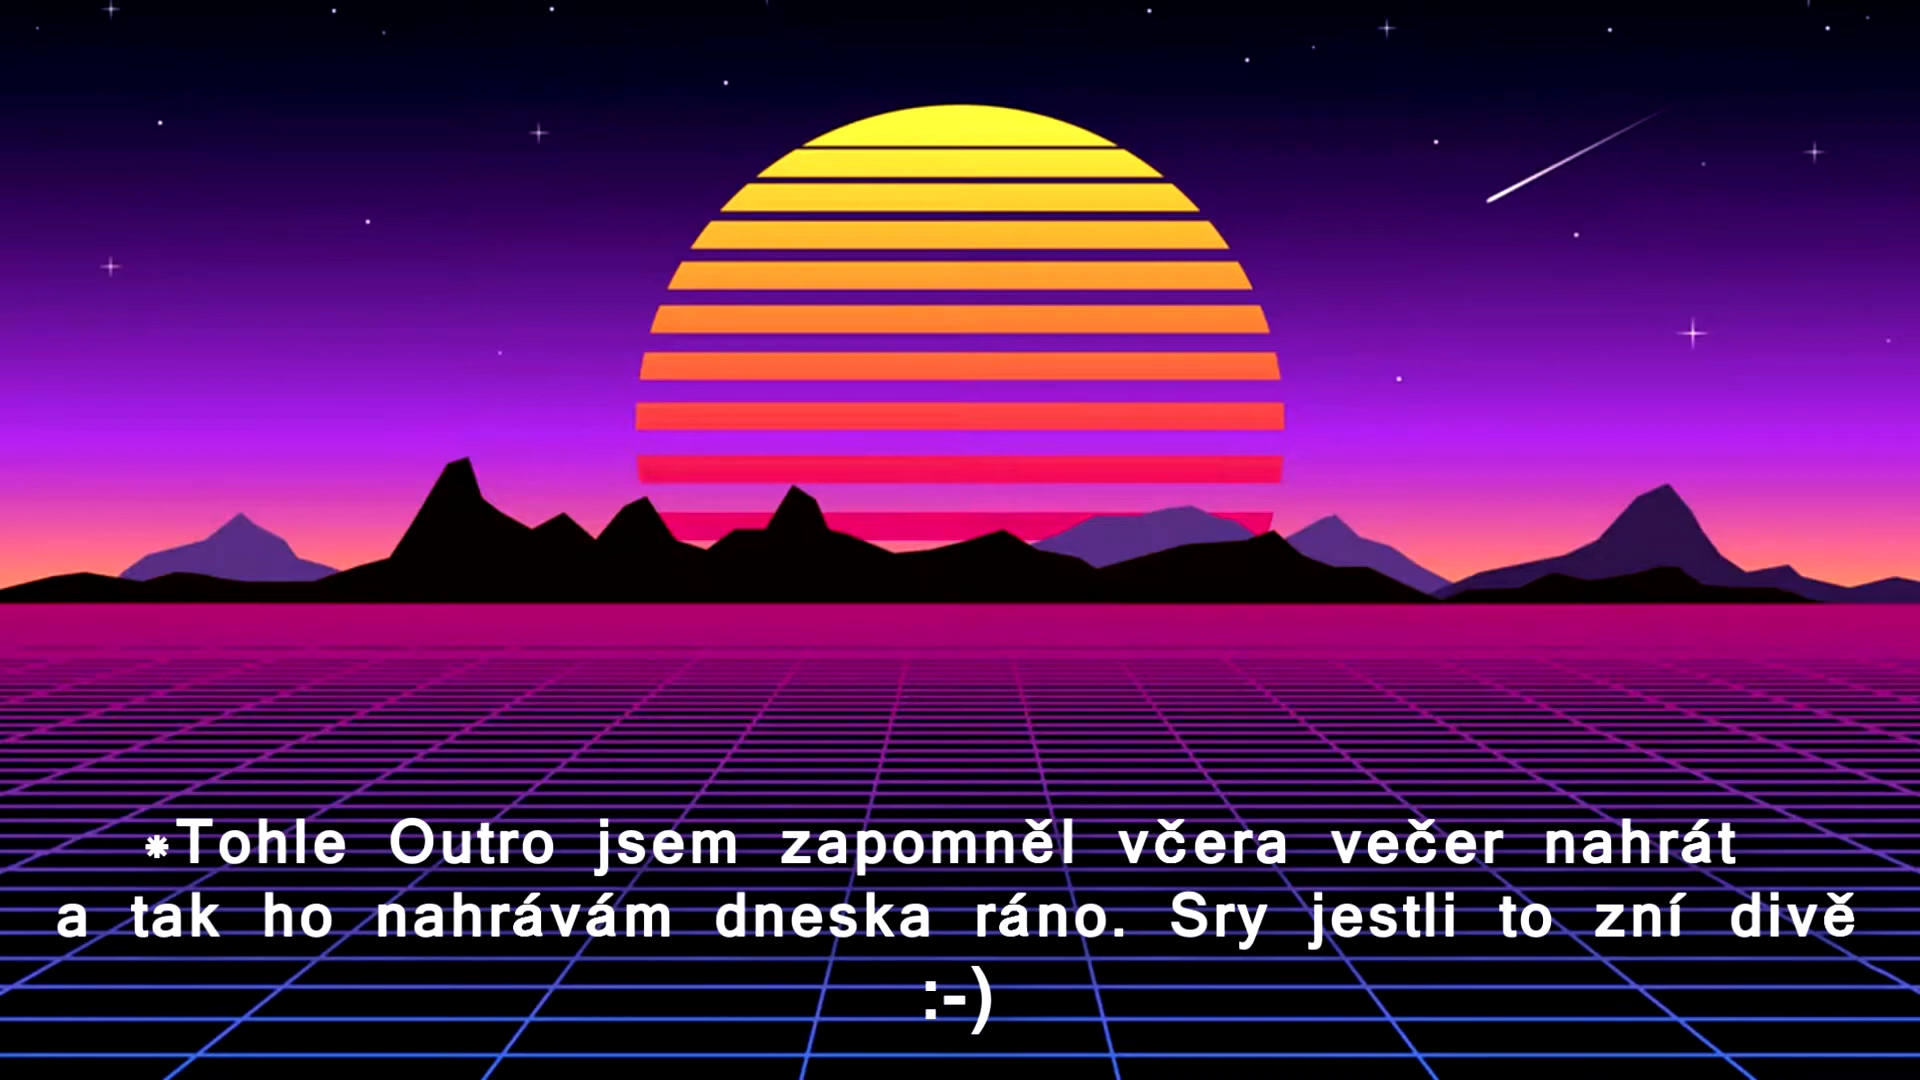 *Tohle Outro jsem zapomněl včera večer nahrát
a tak ho nahrávám dneska ráno. Sry jestli to zní divě
:-)